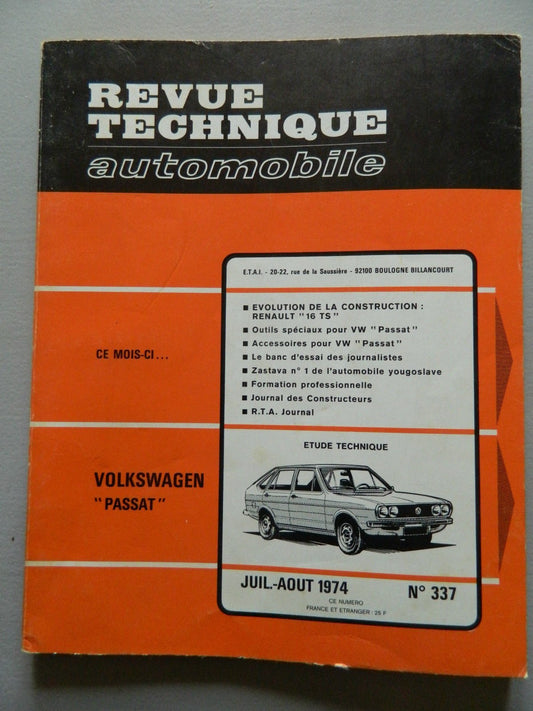 REVUE
TECHNIQUE
automobile
E.T.A.I. - 20-22, rue de la Saussière - 92100 BOULOGNE BILLANCOURT
CE MOIS-CI...
■ EVOLUTION DE LA CONSTRUCTION :
RENAULT "16 TS"
■ Outils spéciaux pour VW "Passat"
■ Accessoires pour VW "Passat"
■ Le banc d'essai des journalistes
■ Zastava n° 1 de l'automobile yougoslave
■ Formation professionnelle
■ Journal des Constructeurs
■ R.T.A. Journal
ETUDE TECHNIQUE
VOLKSWAGEN
"PASSAT"
JUIL.-AOUT 1974 N° 337
CE NUMERO
FRANCE ET ETRANGER : 25 F